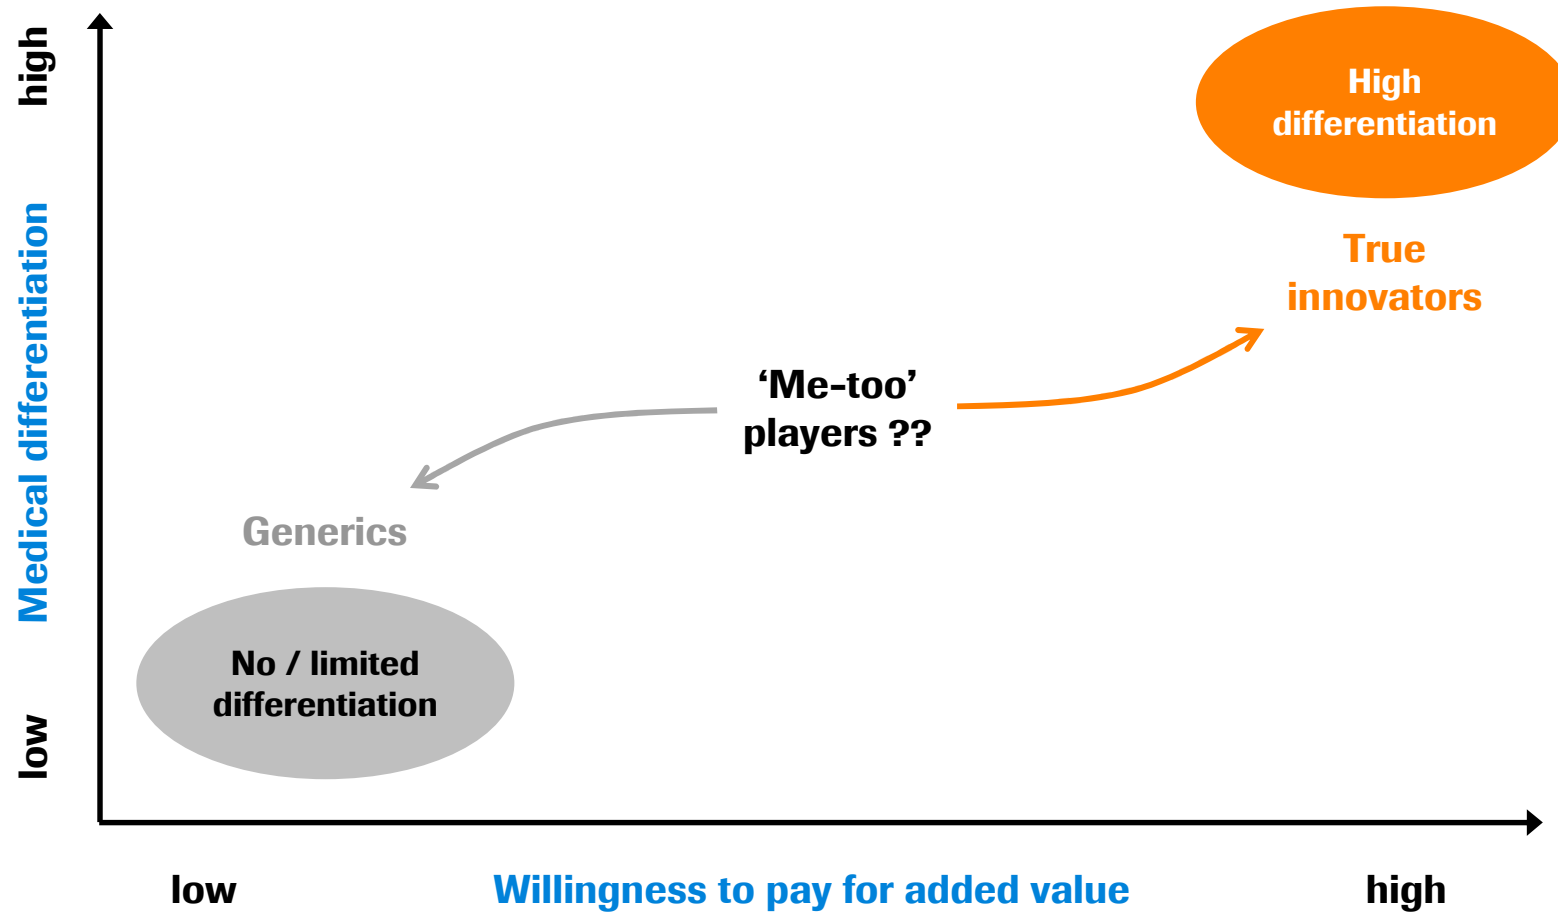 high
High
differentiation
Medical differentiation
True
innovators
‘Me-too’
players ??
Generics
No / limited
differentiation
low
low
Willingness to pay for added value
high